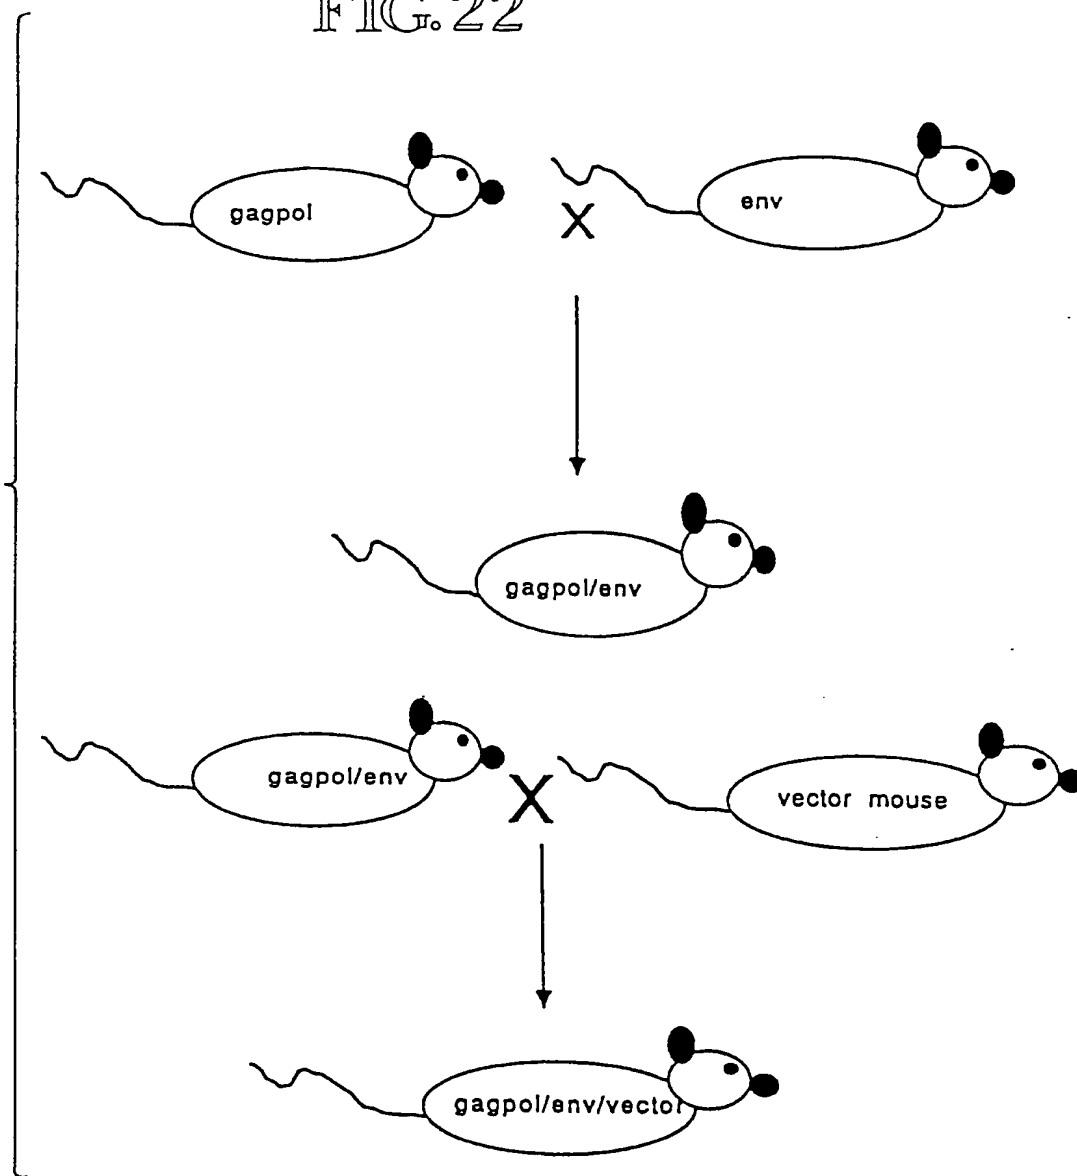 FIG. 22
gagpol
X
env
gagpol/env
gagpol/env
X
vector mouse
gagpol/env/vector